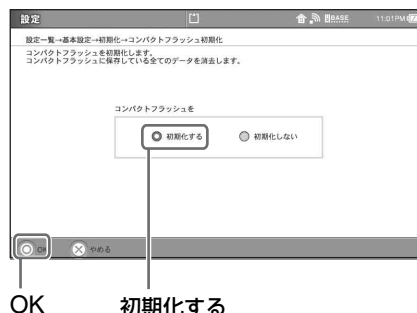 設定 BASE 11:01PM
設定一覧→基本設定→初期化→コンパクトフラッシュ初期化
コンパクトフラッシュを初期化します。
コンパクトフラッシュに保存している全てのデータを消去します。
コンパクトフラッシュを
初期化する 初期化しない
OK やめる
OK 初期化する